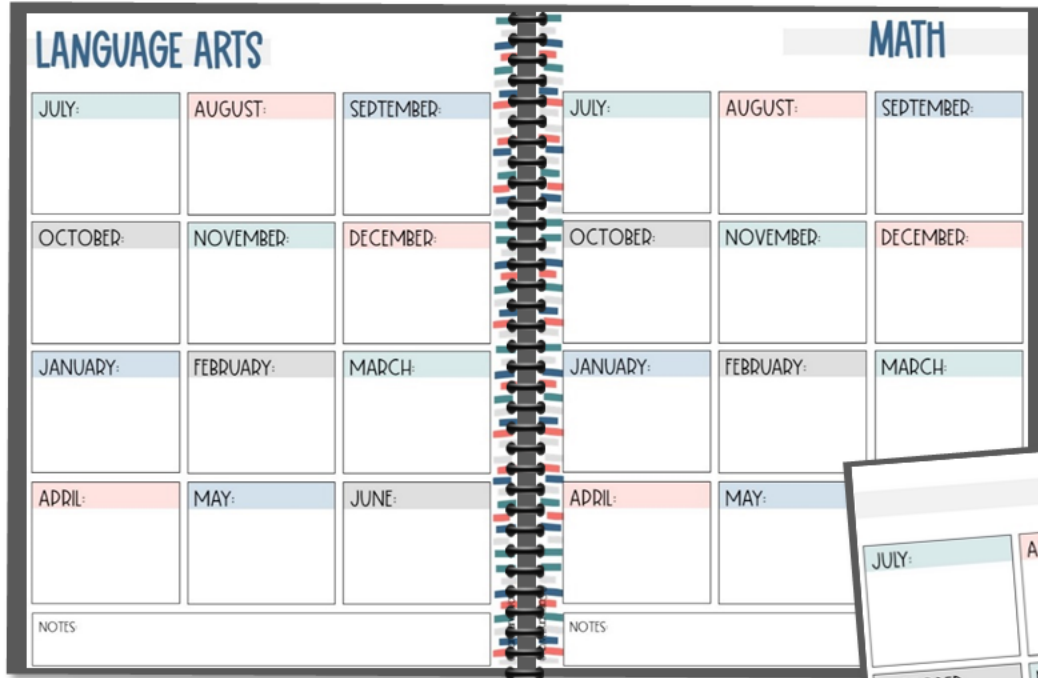 LANGUAGE ARTS
JULY: AUGUST: SEPTEMBER:
OCTOBER: NOVEMBER: DECEMBER:
JANUARY: FEBRUARY: MARCH:
APRIL: MAY: JUNE:
NOTES:
MATH
JULY: AUGUST: SEPTEMBER:
OCTOBER: NOVEMBER: DECEMBER:
JANUARY: FEBRUARY: MARCH:
APRIL: MAY:
NOTES:
JULY: